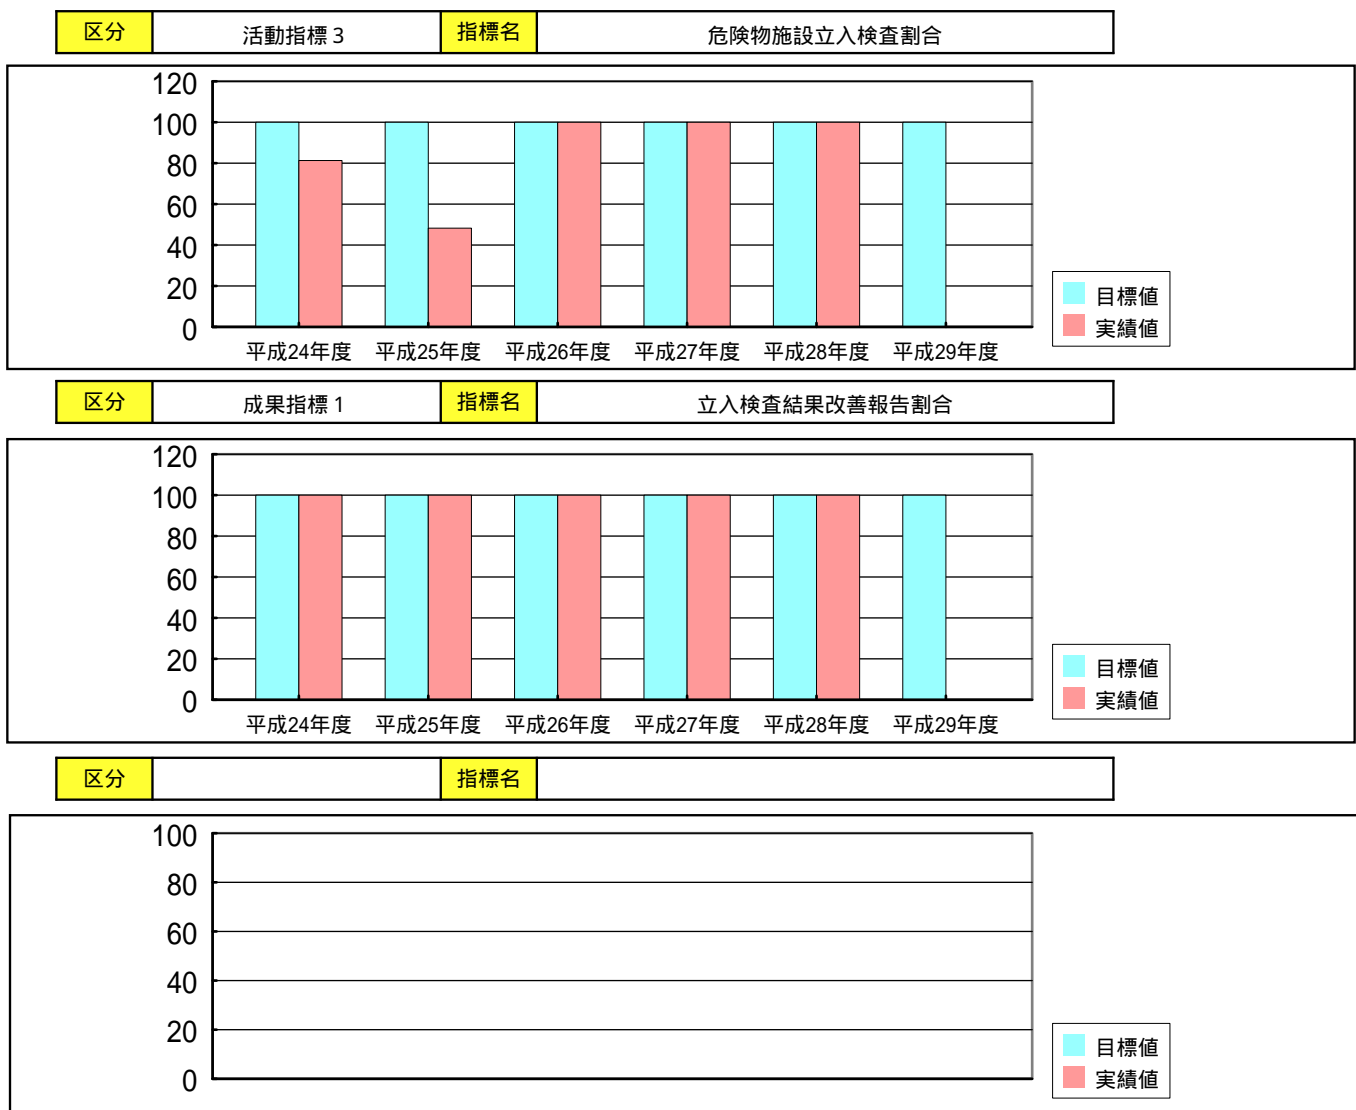 区分 活動指標3 指標名 危険物施設立入検査割合
120
100
80
60
40
20
0
平成24年度 平成25年度 平成26年度 平成27年度 平成28年度 平成29年度
目標値
実績値
区分 成果指標1 指標名 立入検査結果改善報告割合
120
100
80
60
40
20
0
平成24年度 平成25年度 平成26年度 平成27年度 平成28年度 平成29年度
目標値
実績値
区分 指標名
100
80
60
40
20
0
目標値
実績値